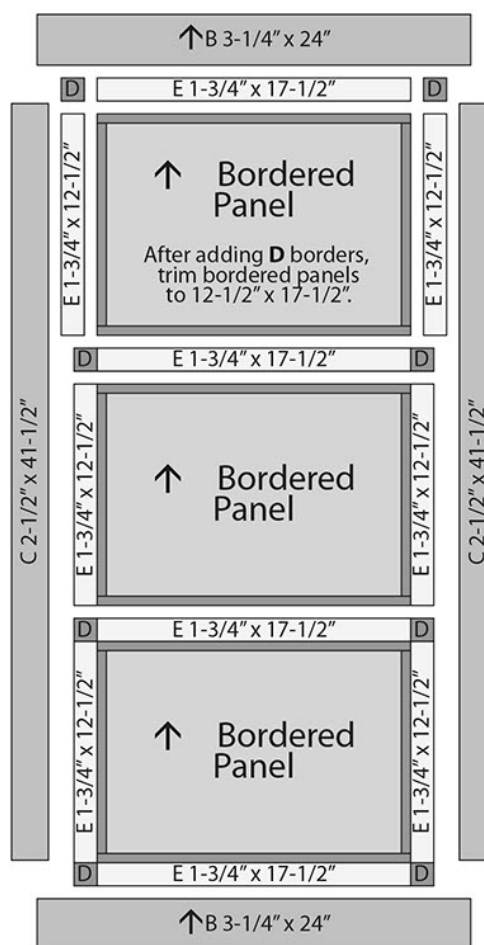 ↑B 3-1/4” x 24”
D
E 1-3/4” x 17-1/2”
D
C 2-1/2” x 41-1/2”
E 1-3/4” x 12-1/2”
↑ Bordered
Panel
After adding D borders,
trim bordered panels
to 12-1/2” x 17-1/2”.
E 1-3/4” x 12-1/2”
C 2-1/2” x 41-1/2”
D
E 1-3/4” x 17-1/2”
D
E 1-3/4” x 12-1/2”
↑ Bordered
Panel
E 1-3/4” x 12-1/2”
D
E 1-3/4” x 17-1/2”
D
E 1-3/4” x 12-1/2”
↑ Bordered
Panel
E 1-3/4” x 12-1/2”
D
E 1-3/4” x 17-1/2”
D
↑B 3-1/4” x 24”